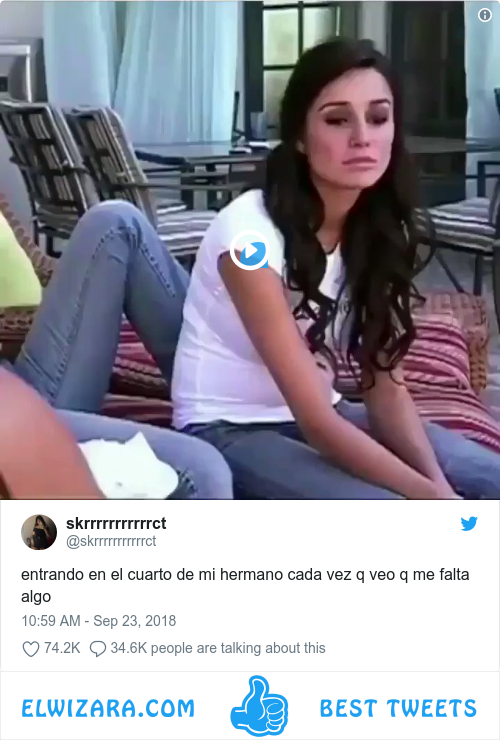 skrrrrrrrrrrrct
@skrrrrrrrrrrrct
entrando en el cuarto de mi hermano cada vez q veo q me falta
algo
10:59 AM - Sep 23, 2018
74.2K 34.6K people are talking about this
ELWIZARA.COM BEST TWEETS